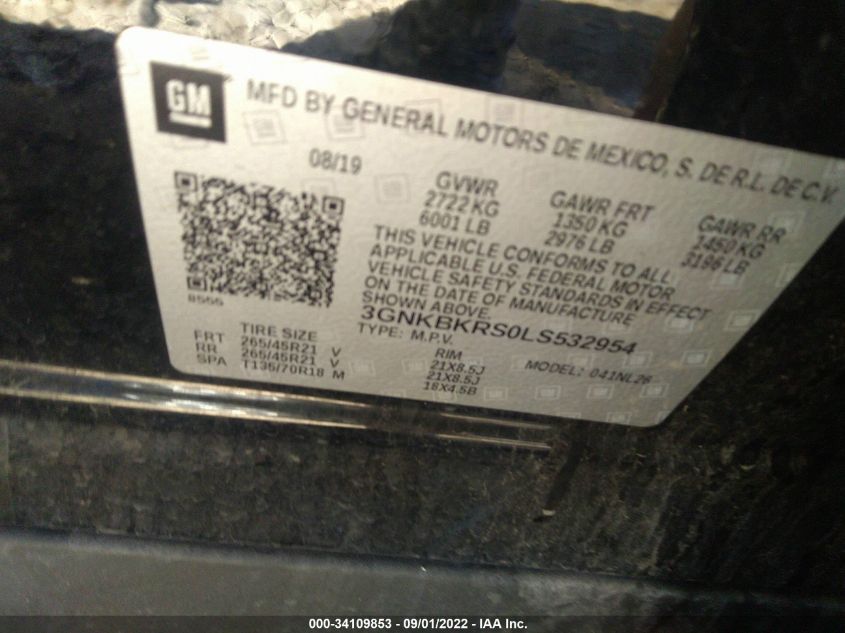 GM
MFD BY GENERAL MOTORS DE MEXICO, S. DE R.L. DE C.V.
08/19
GVWR
2722 KG
6001 LB
GAWR FRT
1350 KG
2976 LB
GAWR RR
1450 KG
3196 LB
THIS VEHICLE CONFORMS TO ALL
APPLICABLE U.S. FEDERAL MOTOR
VEHICLE SAFETY STANDARDS IN EFFECT
ON THE DATE OF MANUFACTURE
SHOWN ABOVE.
3GNKBKRS0LS532954
TYPE: M.P.V.
MODEL: 041NL26
TIRE SIZE
RIM
FRT 265/45R21 V 21X8.5J
RR 265/45R21 V 21X8.5J
SPA T135/70R18 M 18X4.5B
000-34109853 - 09/01/2022 - IAA Inc.